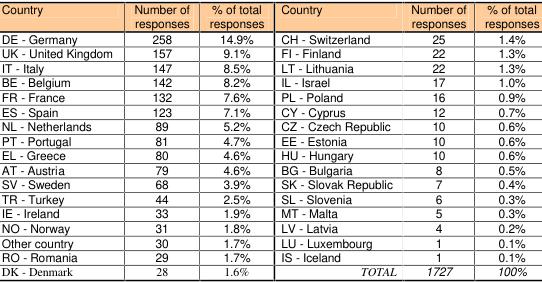 Country Number of responses % of total responses Country Number of responses % of total responses
DE - Germany 258 14.9% CH - Switzerland 25 1.4%
UK - United Kingdom 157 9.1% FI - Finland 22 1.3%
IT - Italy 147 8.5% LT - Lithuania 22 1.3%
BE - Belgium 142 8.2% IL - Israel 17 1.0%
FR - France 132 7.6% PL - Poland 16 0.9%
ES - Spain 123 7.1% CY - Cyprus 12 0.7%
NL - Netherlands 89 5.2% CZ - Czech Republic 10 0.6%
PT - Portugal 81 4.7% EE - Estonia 10 0.6%
EL - Greece 80 4.6% HU - Hungary 10 0.6%
AT - Austria 79 4.6% BG - Bulgaria 8 0.5%
SV - Sweden 68 3.9% SK - Slovak Republic 7 0.4%
TR - Turkey 44 2.5% SL - Slovenia 6 0.3%
IE - Ireland 33 1.9% MT - Malta 5 0.3%
NO - Norway 31 1.8% LV - Latvia 4 0.2%
Other country 30 1.7% LU - Luxembourg 1 0.1%
RO - Romania 29 1.7% IS - Iceland 1 0.1%
DK - Denmark 28 1.6% TOTAL 1727 100%